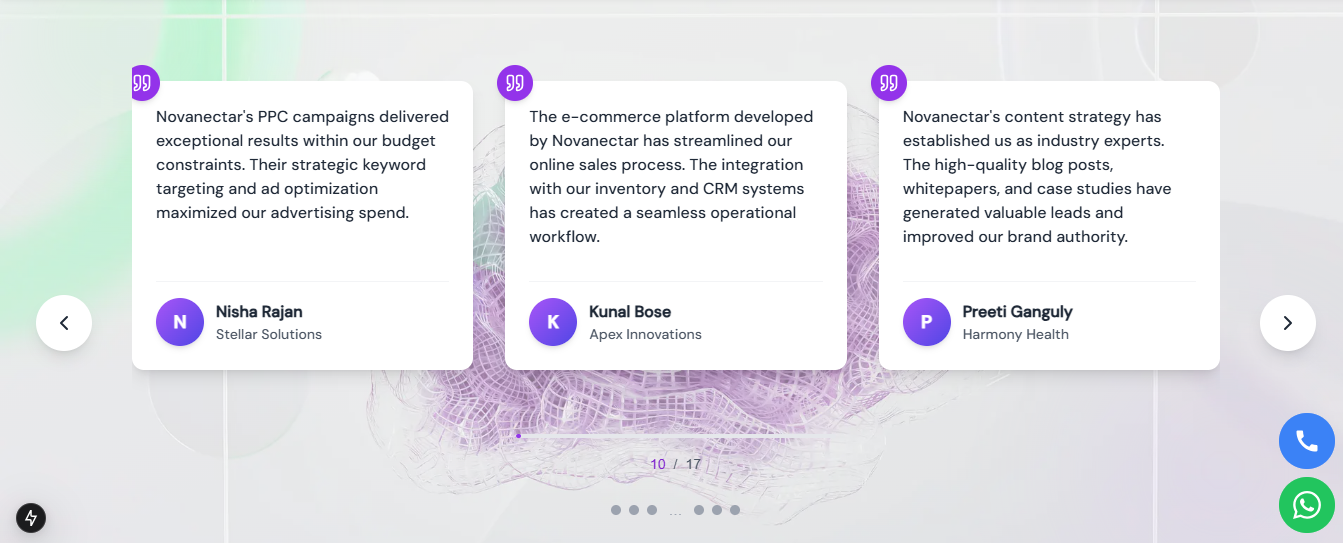 Novanectar's PPC campaigns delivered
exceptional results within our budget
constraints. Their strategic keyword
targeting and ad optimization
maximized our advertising spend.
N
Nisha Rajan
Stellar Solutions
The e-commerce platform developed
by Novanectar has streamlined our
online sales process. The integration
with our inventory and CRM systems
has created a seamless operational
workflow.
K
Kunal Bose
Apex Innovations
Novanectar's content strategy has
established us as industry experts.
The high-quality blog posts,
whitepapers, and case studies have
generated valuable leads and
improved our brand authority.
P
Preeti Ganguly
Harmony Health
10 / 17
...